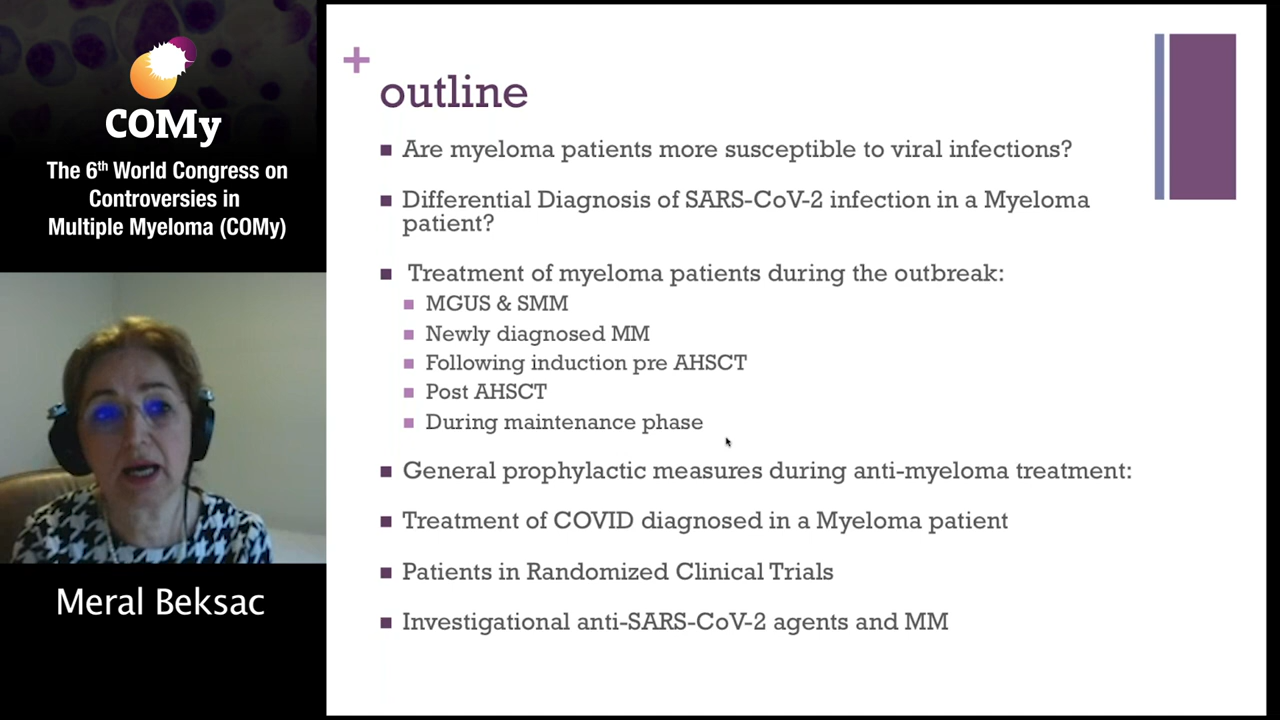 COMy
The 6th World Congress on
Controversies in
Multiple Myeloma (COMy)
Meral Beksac
+
outline
Are myeloma patients more susceptible to viral infections?
Differential Diagnosis of SARS-CoV-2 infection in a Myeloma
patient?
Treatment of myeloma patients during the outbreak:
MGUS & SMM
Newly diagnosed MM
Following induction pre AHSCT
Post AHSCT
During maintenance phase
General prophylactic measures during anti-myeloma treatment:
Treatment of COVID diagnosed in a Myeloma patient
Patients in Randomized Clinical Trials
Investigational anti-SARS-CoV-2 agents and MM